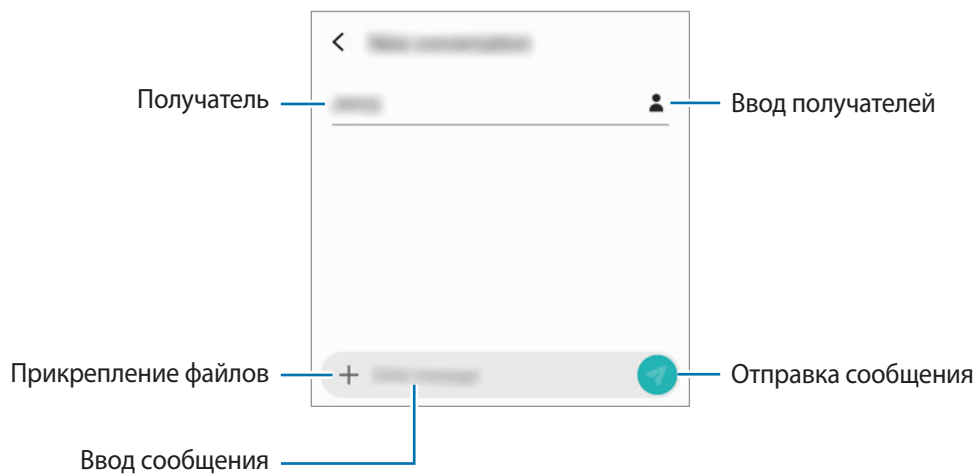 Получатель
Ввод получателей
Прикрепление файлов
Отправка сообщения
Ввод сообщения